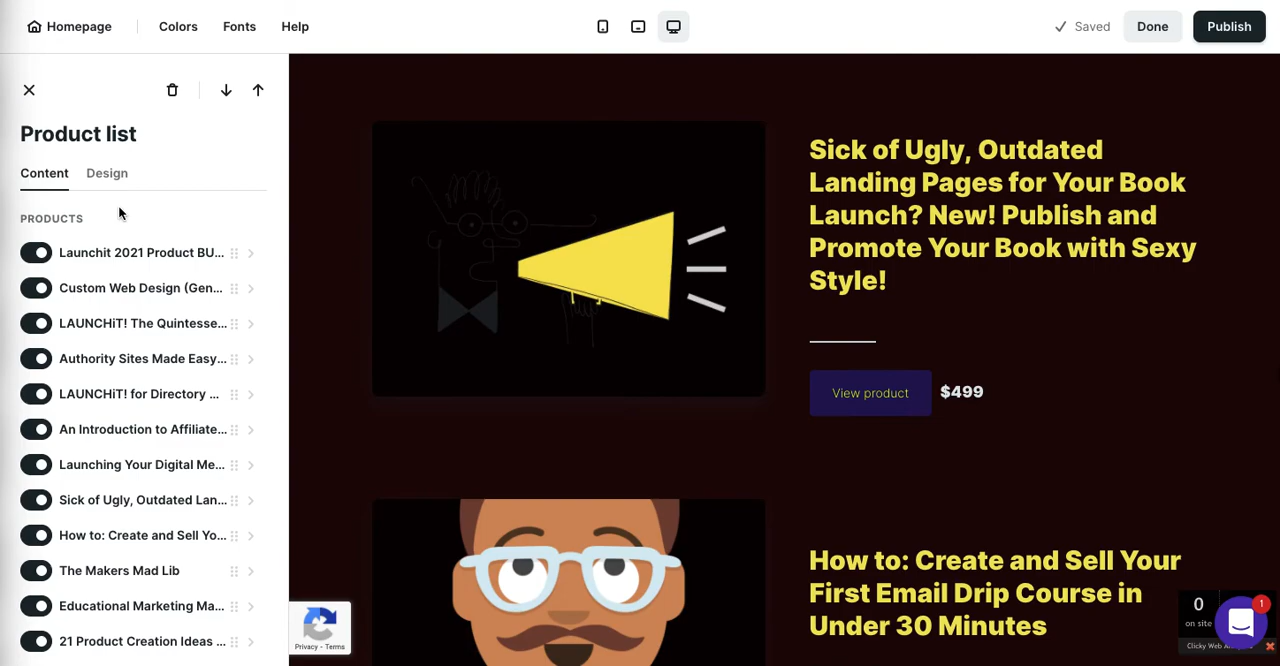 Homepage
Colors
Fonts
Help
Saved
Done
Publish
Product list
Content
Design
PRODUCTS
Launchit 2021 Product BU...
Custom Web Design (Gen...
LAUNCHiT! The Quintesse...
Authority Sites Made Easy...
LAUNCHiT! for Directory ...
An Introduction to Affiliate...
Launching Your Digital Me...
Sick of Ugly, Outdated Lan...
How to: Create and Sell Yo...
The Makers Mad Lib
Educational Marketing Ma...
21 Product Creation Ideas ...
Sick of Ugly, Outdated
Landing Pages for Your Book
Launch? New! Publish and
Promote Your Book with Sexy
Style!
View product
$499
How to: Create and Sell Your
First Email Drip Course in
Under 30 Minutes
Privacy - Terms
0
on site
1
Clicky Web